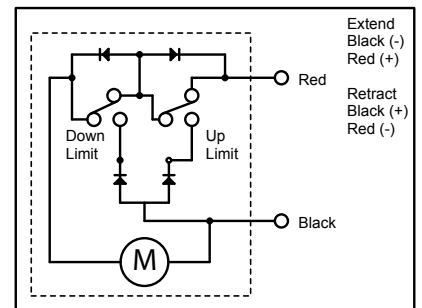 Extend
Black (-)
Red (+)
Retract
Black (+)
Red (-)
Red
Down
Limit
Up
Limit
Black
M